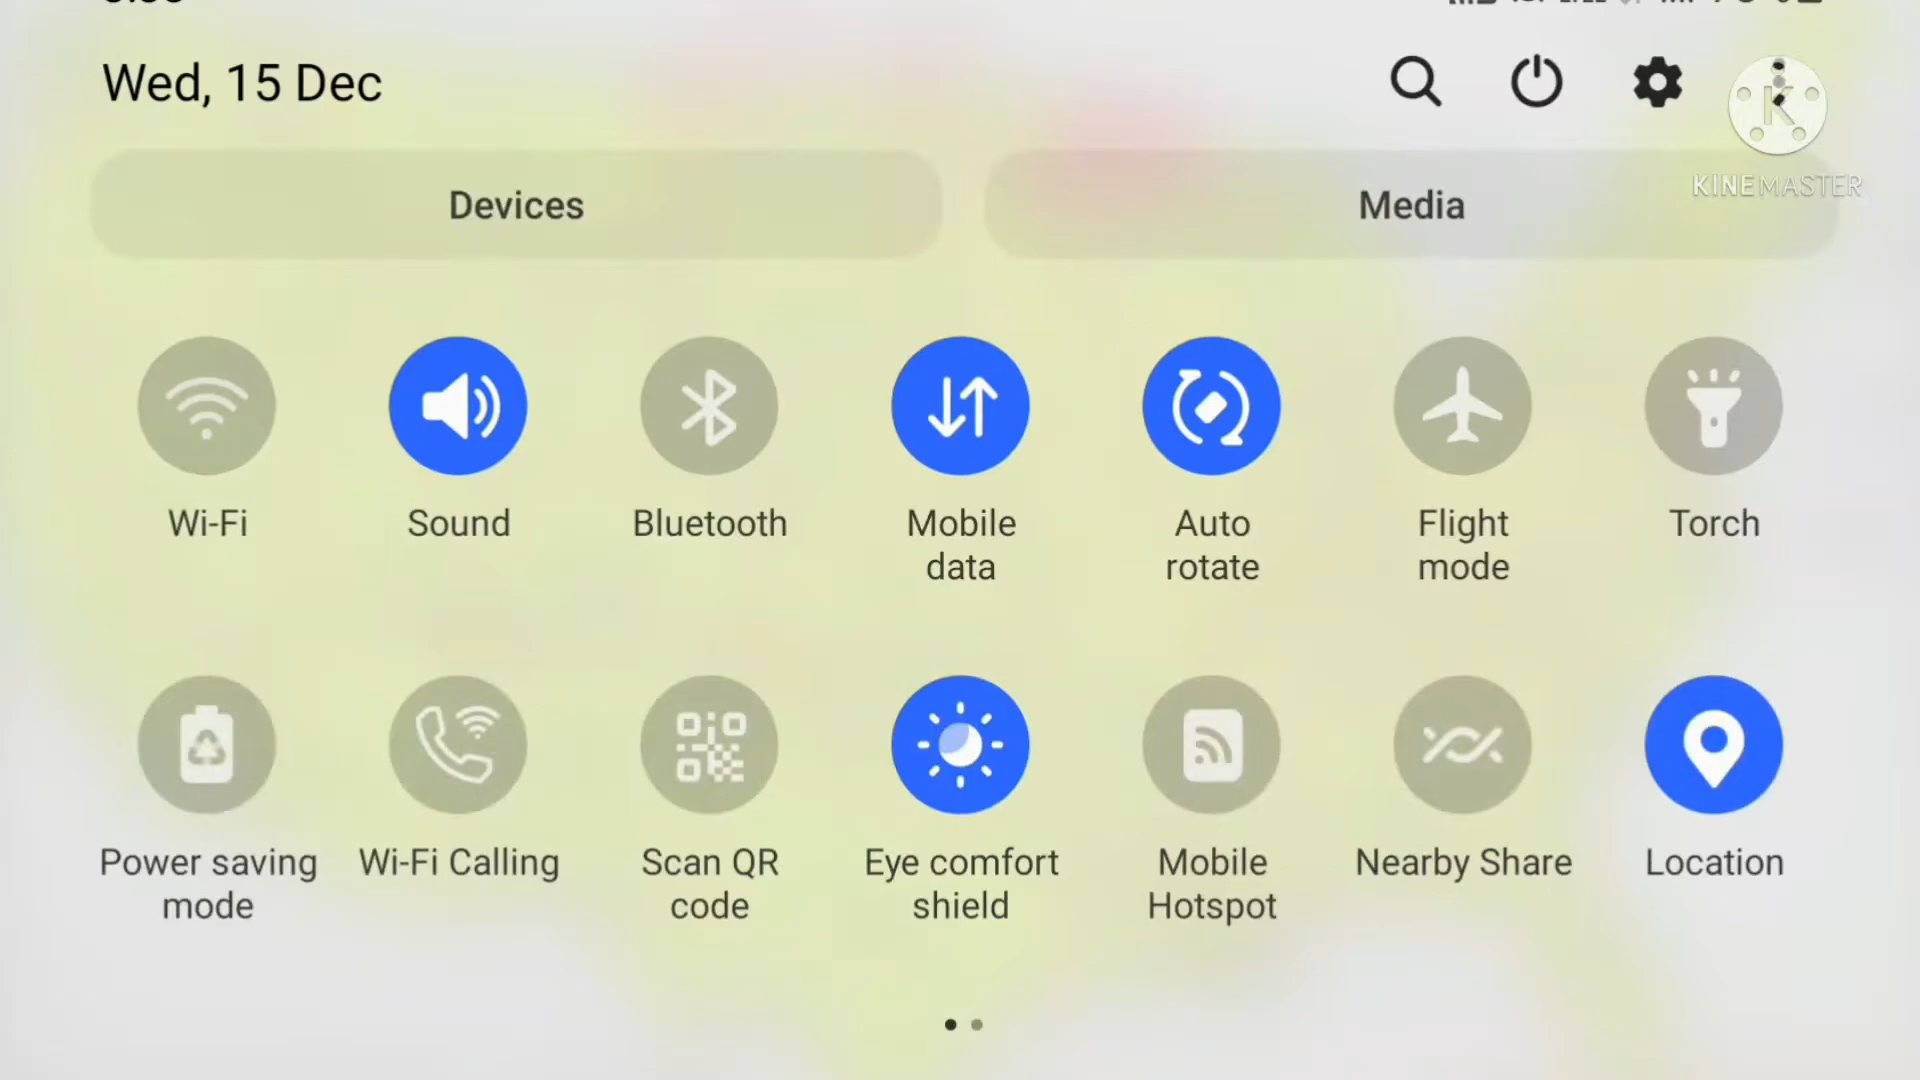 Wed, 15 Dec
K
KINEMASTER
Devices
Media
Wi-Fi
Sound
Bluetooth
Mobile
data
Auto
rotate
Flight
mode
Torch
Power saving
mode
Wi-Fi Calling
Scan QR
code
Eye comfort
shield
Mobile
Hotspot
Nearby Share
Location